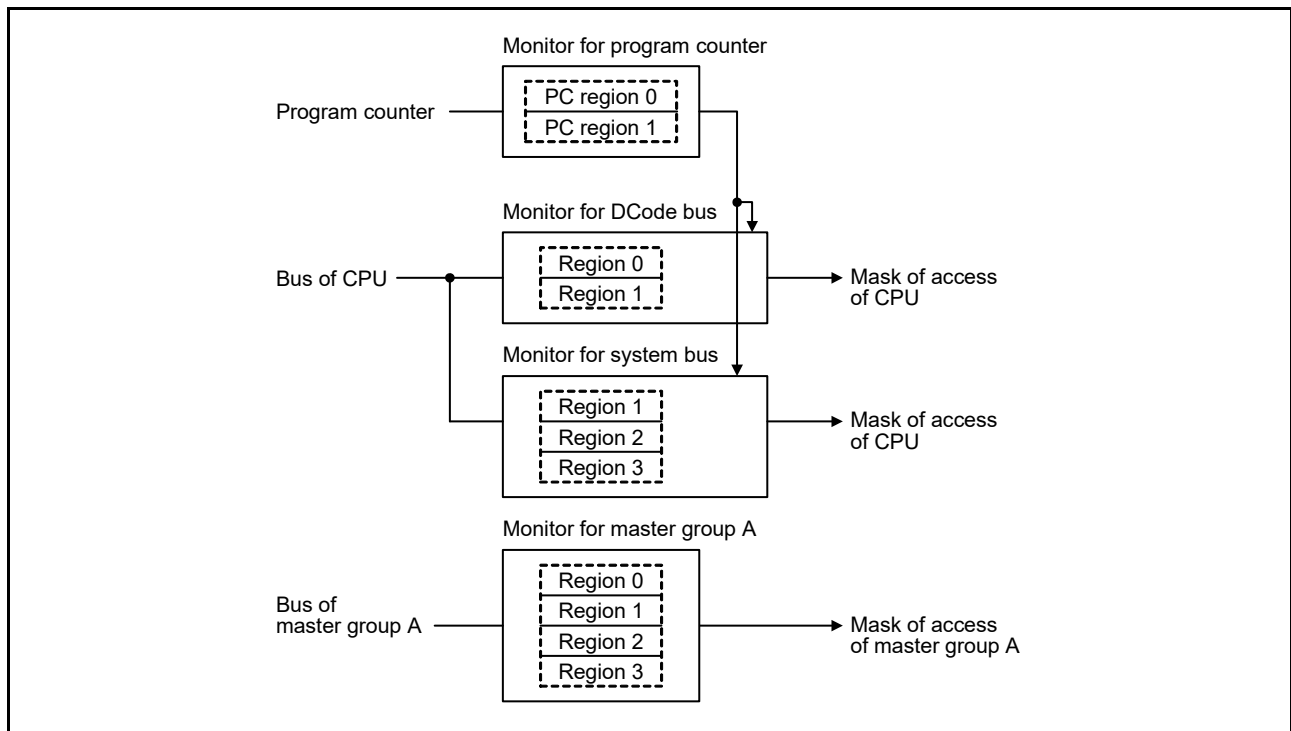 Monitor for program counter
Program counter
PC region 0
PC region 1
Monitor for DCode bus
Bus of CPU
Region 0
Region 1
Mask of access
of CPU
Monitor for system bus
Region 1
Region 2
Region 3
Mask of access
of CPU
Monitor for master group A
Bus of
master group A
Region 0
Region 1
Region 2
Region 3
Mask of access
of master group A